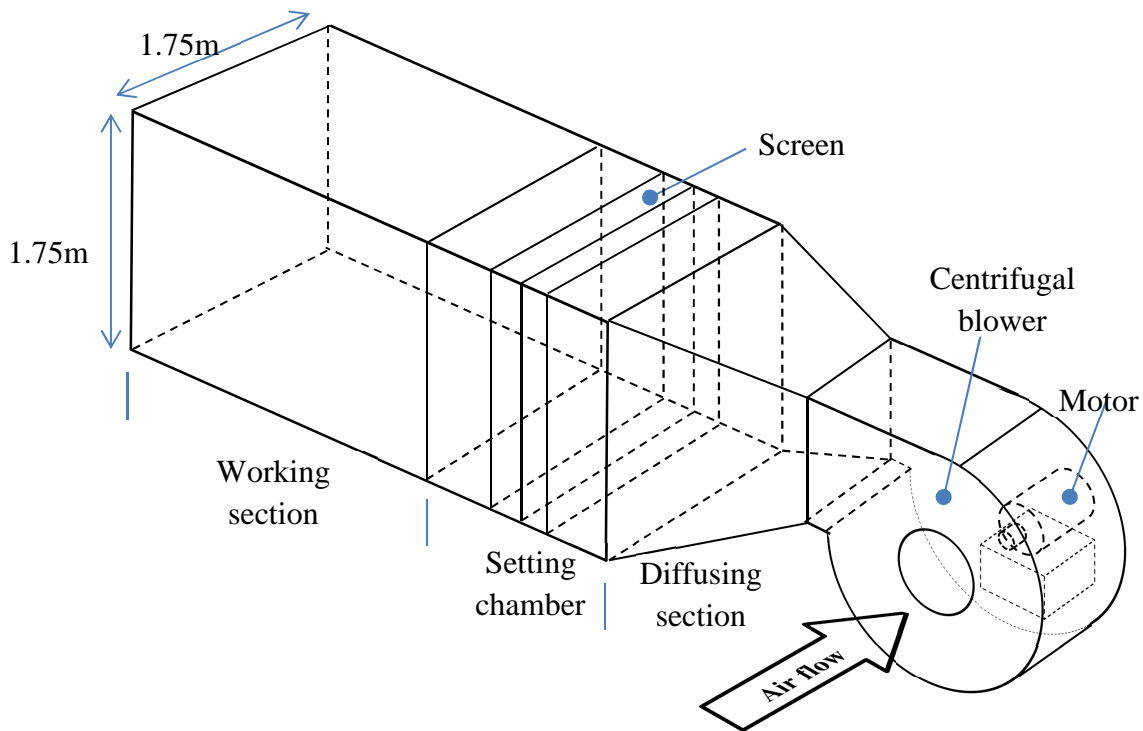 1.75m
Screen
1.75m
Centrifugal
blower
Motor
Working
section
Setting
chamber
Diffusing
section
Air flow